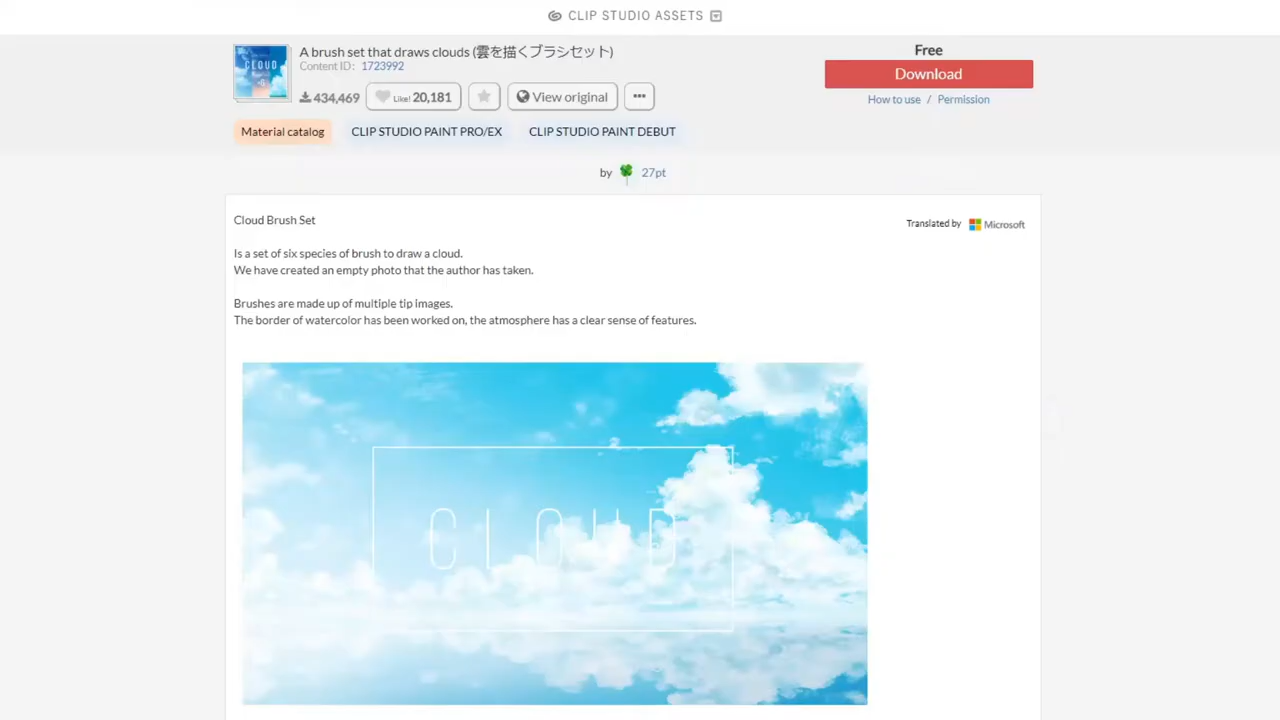 CLIP STUDIO ASSETS
A brush set that draws clouds (雲を描くブラシセット)
Content ID: 1723992
434,469 Like! 20,181 View original
Free
Download
How to use / Permission
Material catalog CLIP STUDIO PAINT PRO/EX CLIP STUDIO PAINT DEBUT
by 27pt
Cloud Brush Set
Translated by Microsoft
Is a set of six species of brush to draw a cloud.
We have created an empty photo that the author has taken.
Brushes are made up of multiple tip images.
The border of watercolor has been worked on, the atmosphere has a clear sense of features.
CLOUD